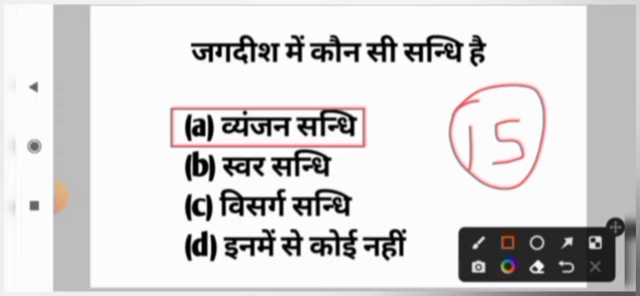 जगदीश में कौन सी सन्धि है
(a) व्यंजन सन्धि
(b) स्वर सन्धि
(c) विसर्ग सन्धि
(d) इनमें से कोई नहीं
15